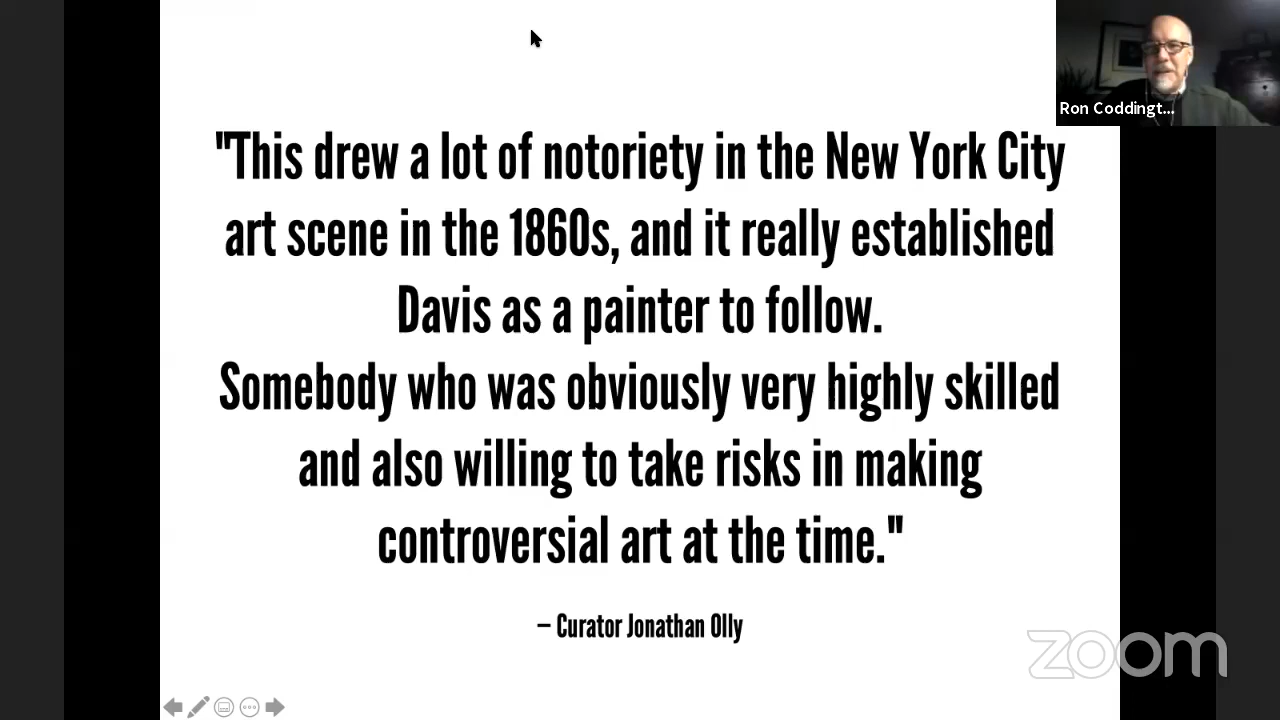 Ron Coddingt...
"This drew a lot of notoriety in the New York City
art scene in the 1860s, and it really established
Davis as a painter to follow.
Somebody who was obviously very highly skilled
and also willing to take risks in making
controversial art at the time."
– Curator Jonathan Olly
zoom